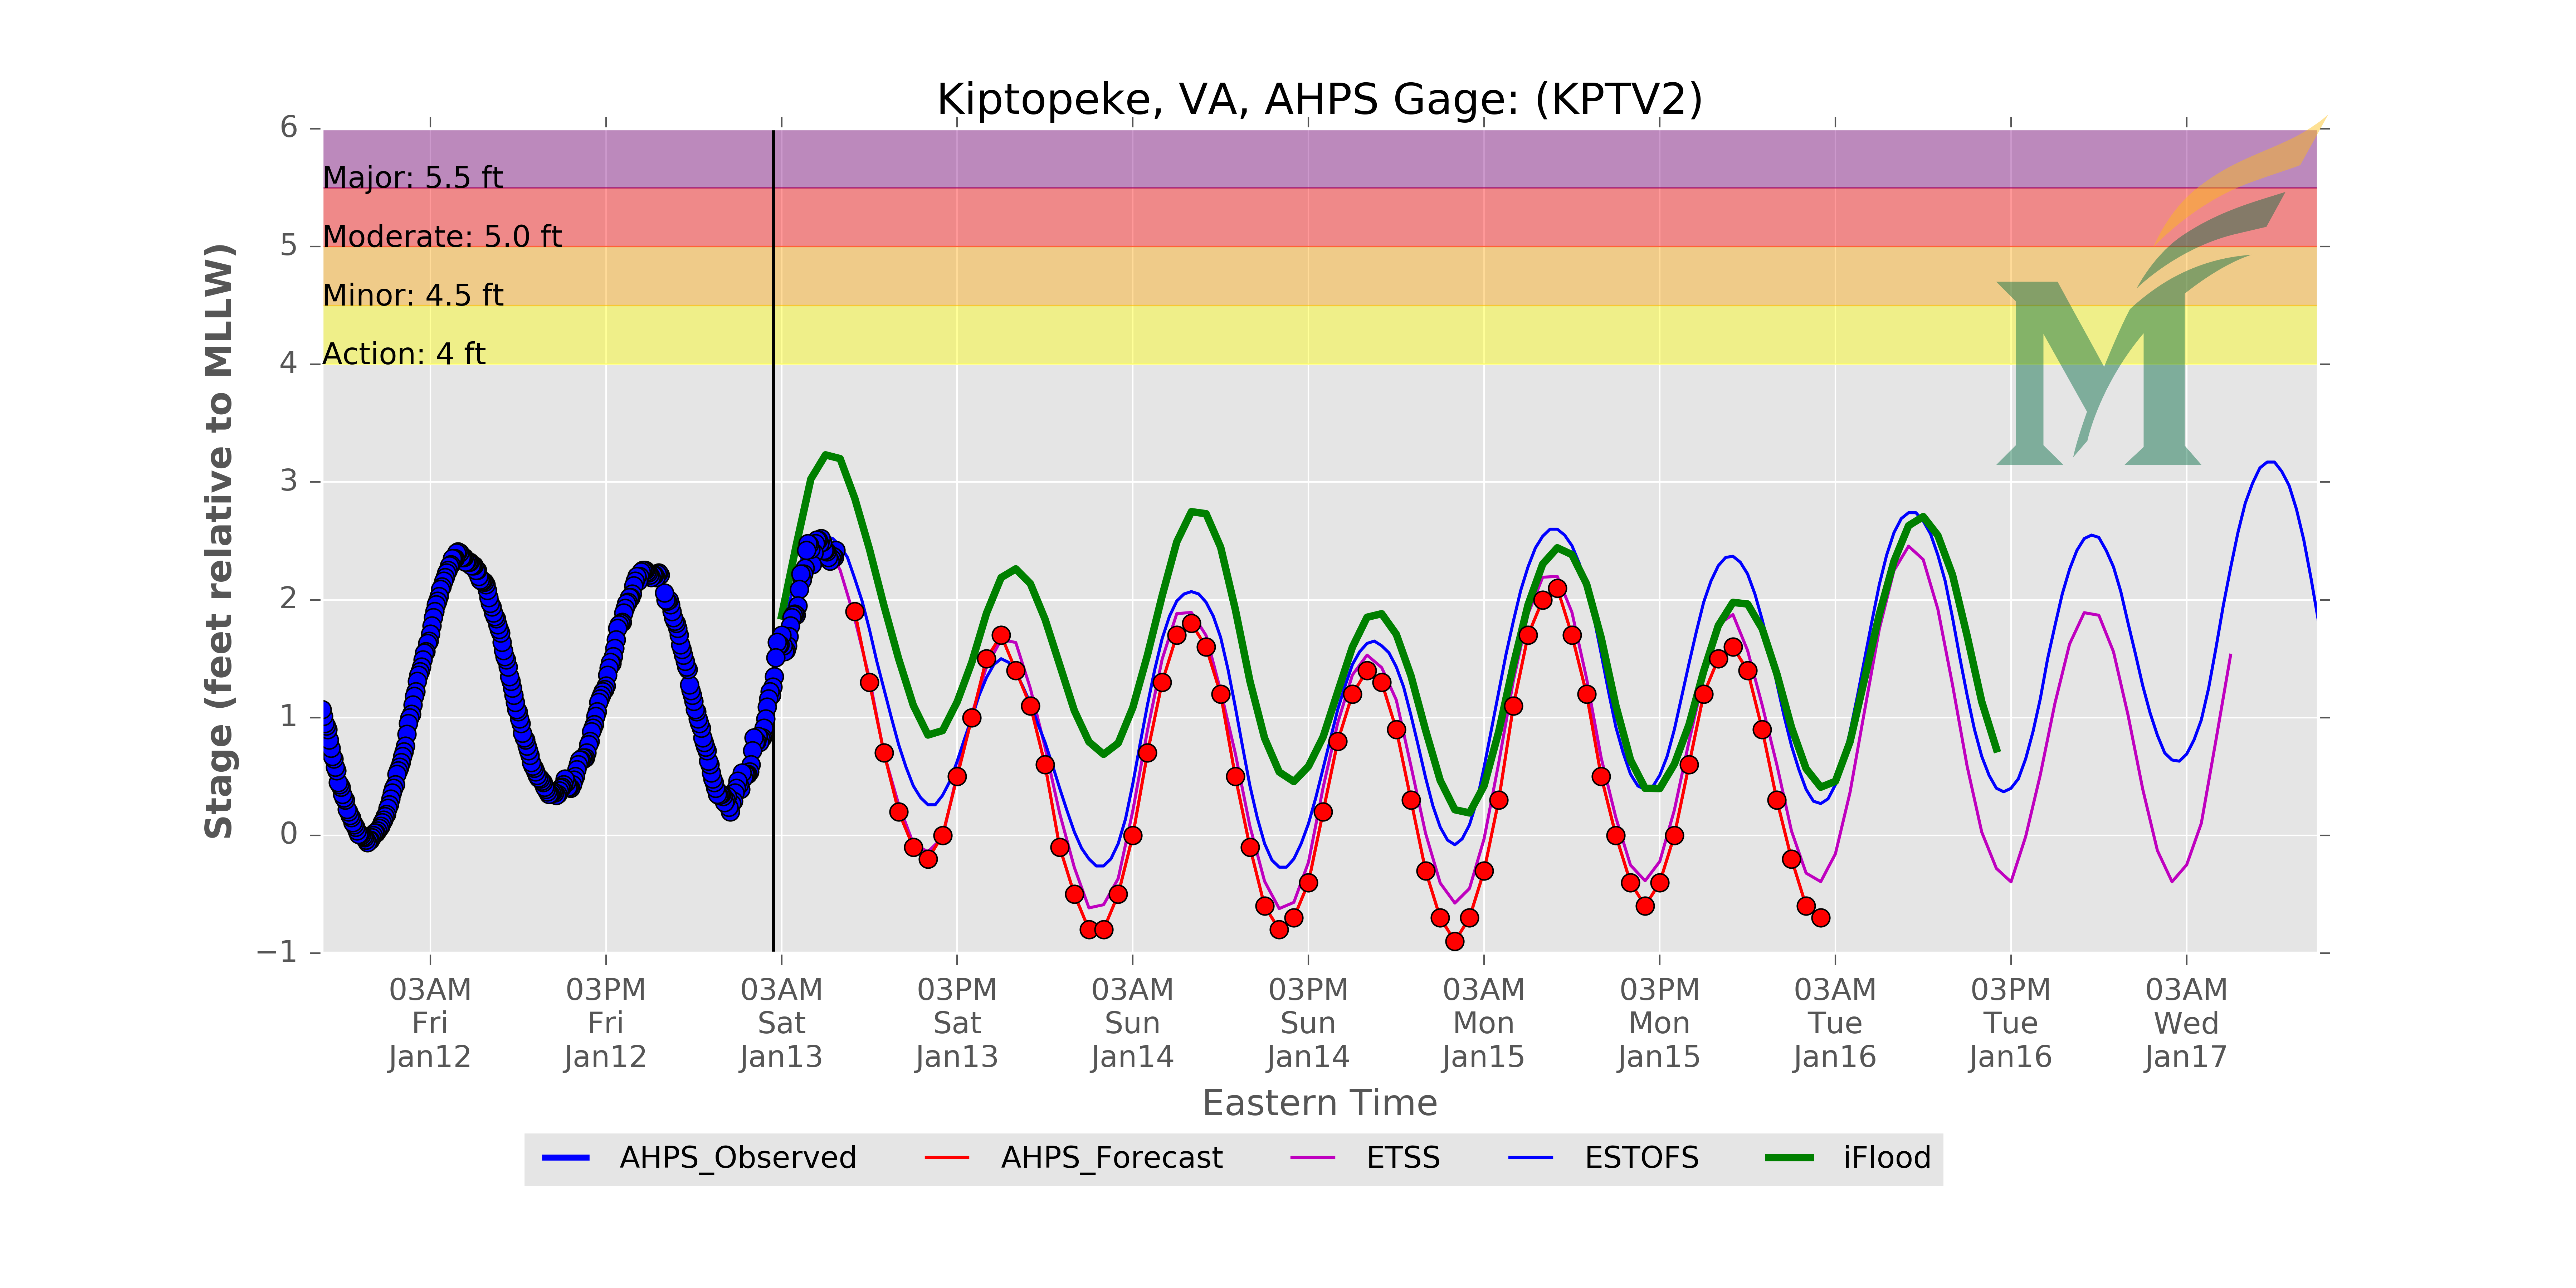 Kiptopeke, VA, AHPS Gage: (KPTV2)
6
5
4
3
2
1
0
−1
Stage (feet relative to MLLW)
Major: 5.5 ft
Moderate: 5.0 ft
Minor: 4.5 ft
Action: 4 ft
M
03AM 03PM 03AM 03PM 03AM 03PM 03AM 03PM 03AM 03PM 03AM
Fri Fri Sat Sat Sun Sun Mon Mon Tue Tue Wed
Jan12 Jan12 Jan13 Jan13 Jan14 Jan14 Jan15 Jan15 Jan16 Jan16 Jan17
Eastern Time
AHPS_Observed AHPS_Forecast ETSS ESTOFS iFlood